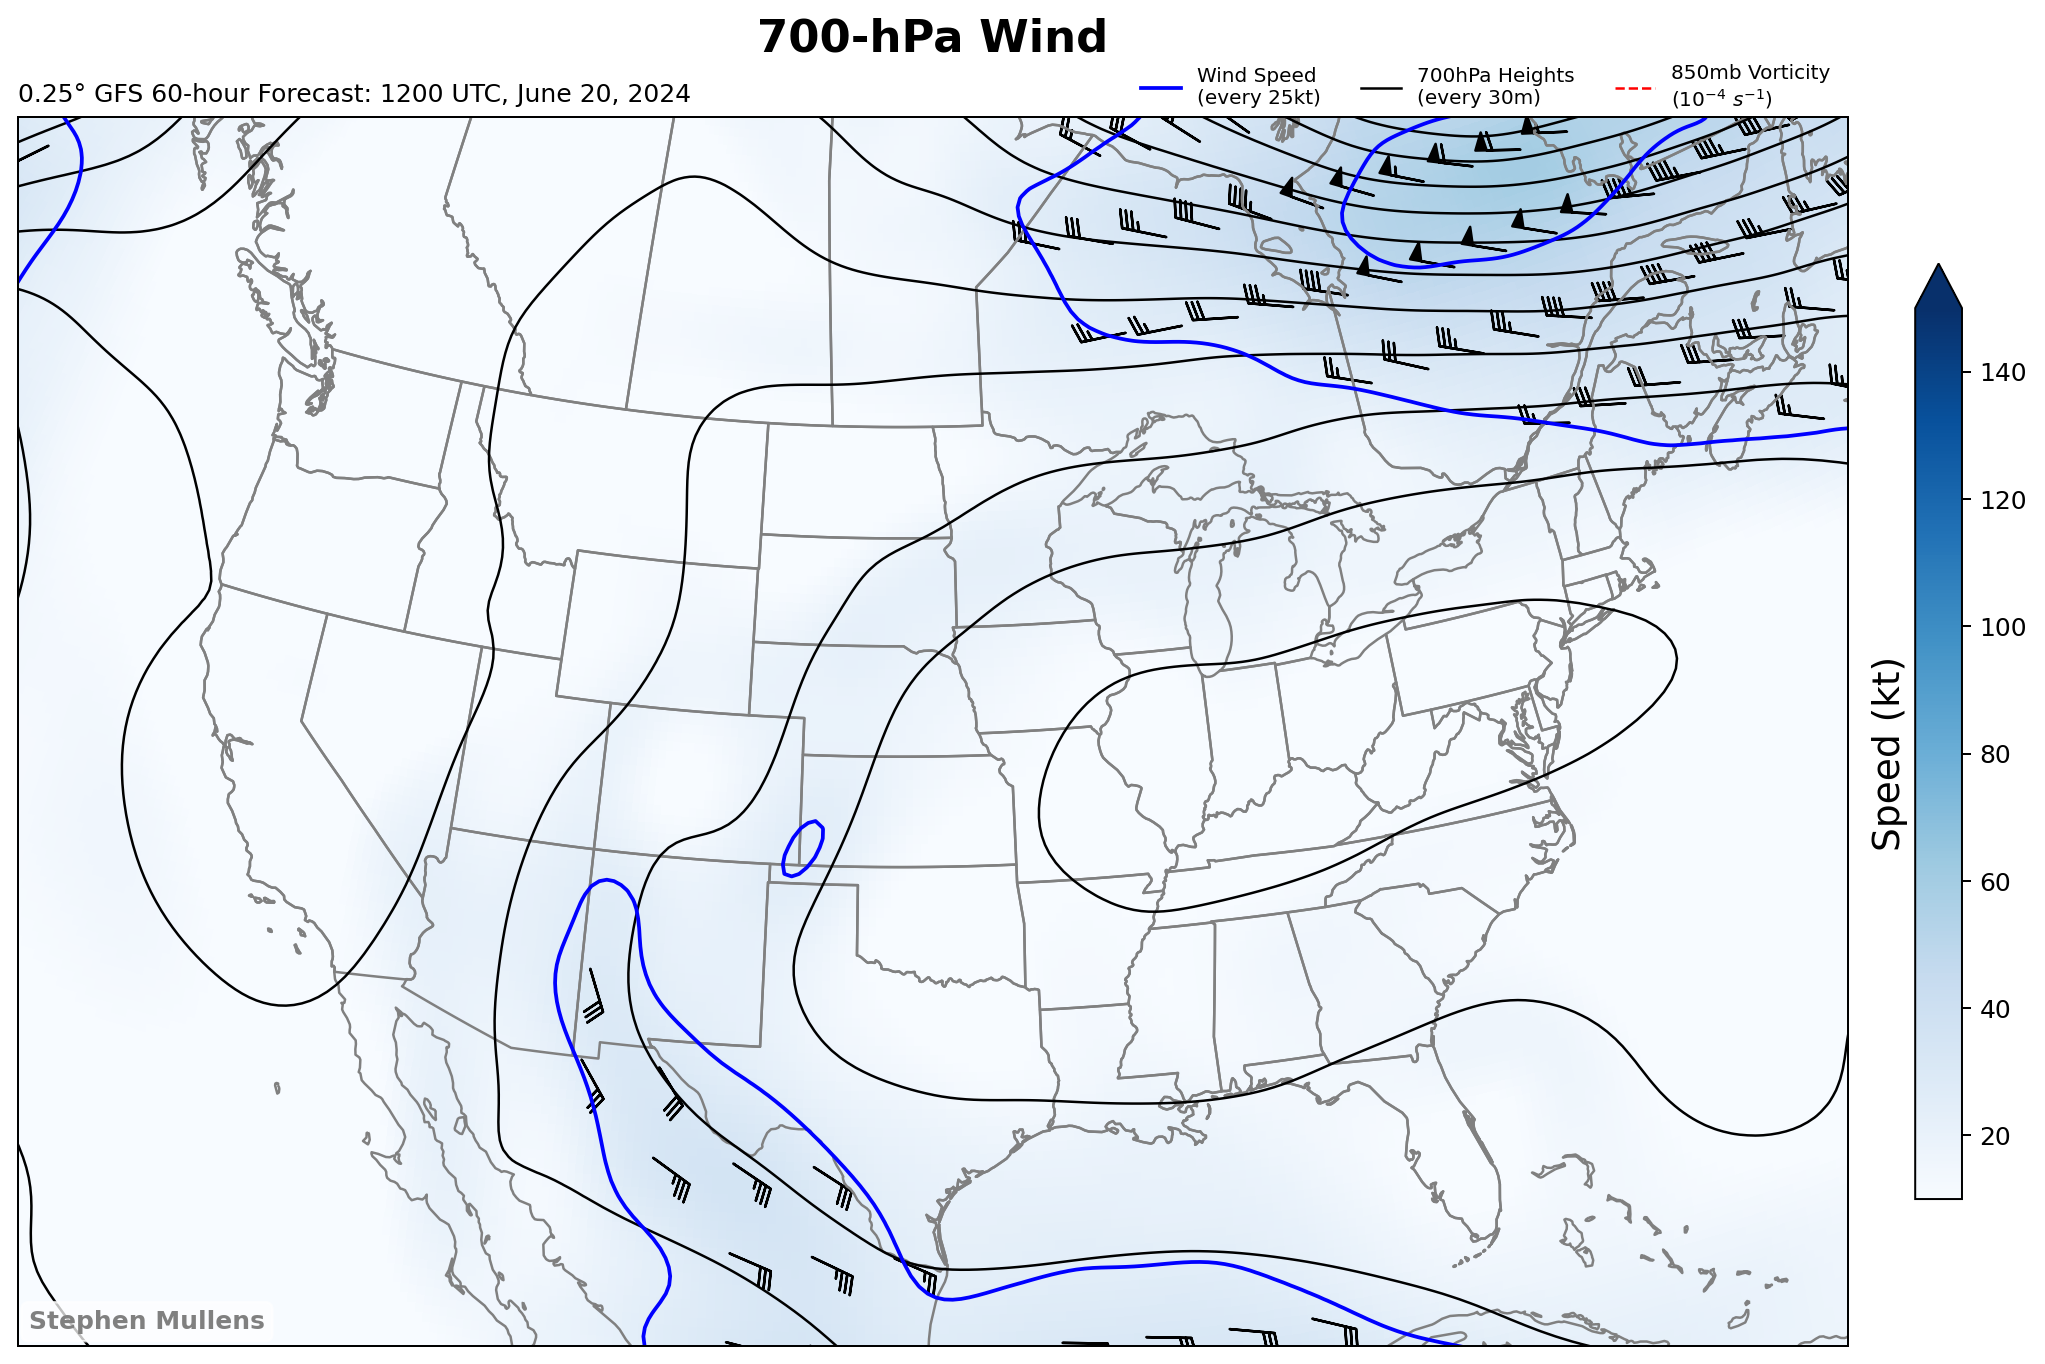 700-hPa Wind
0.25° GFS 60-hour Forecast: 1200 UTC, June 20, 2024
Wind Speed
(every 25kt)
700hPa Heights
(every 30m)
850mb Vorticity
(10⁻⁴ s⁻¹)
140
120
100
80
60
40
20
Speed (kt)
Stephen Mullens